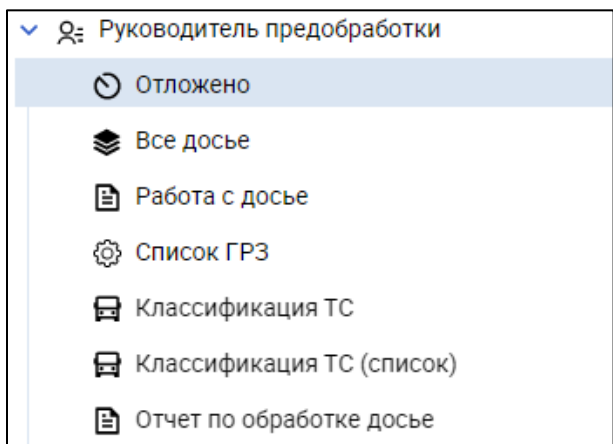 Руководитель предобработки
Отложено
Все досье
Работа с досье
Список ГРЗ
Классификация ТС
Классификация ТС (список)
Отчет по обработке досье